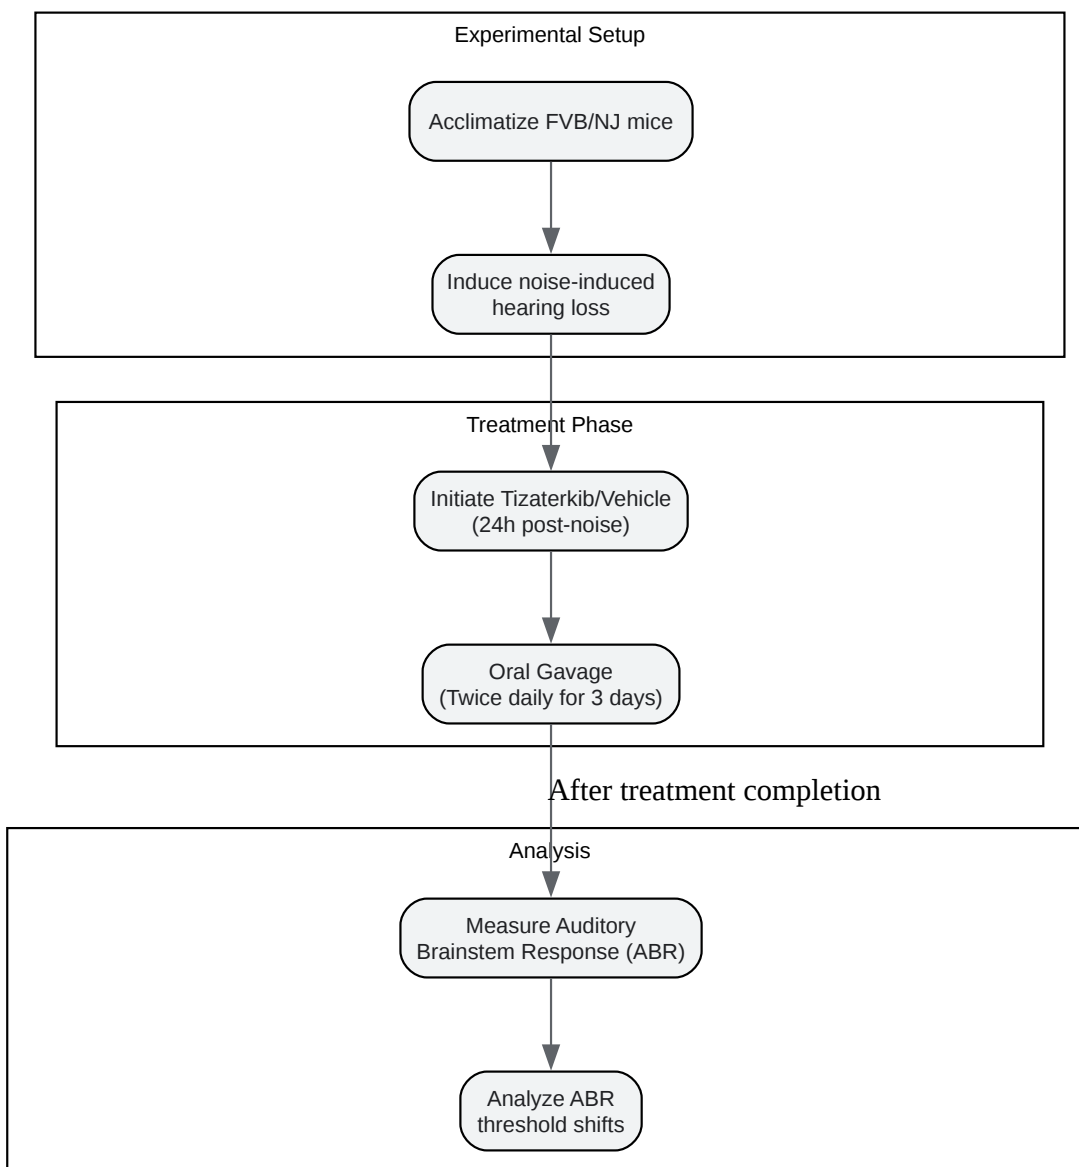 Experimental Setup
Acclimatize FVB/NJ mice
Induce noise-induced
hearing loss
Treatment Phase
Initiate Tizaterkib/Vehicle
(24h post-noise)
Oral Gavage
(Twice daily for 3 days)
After treatment completion
Analysis
Measure Auditory
Brainstem Response (ABR)
Analyze ABR
threshold shifts